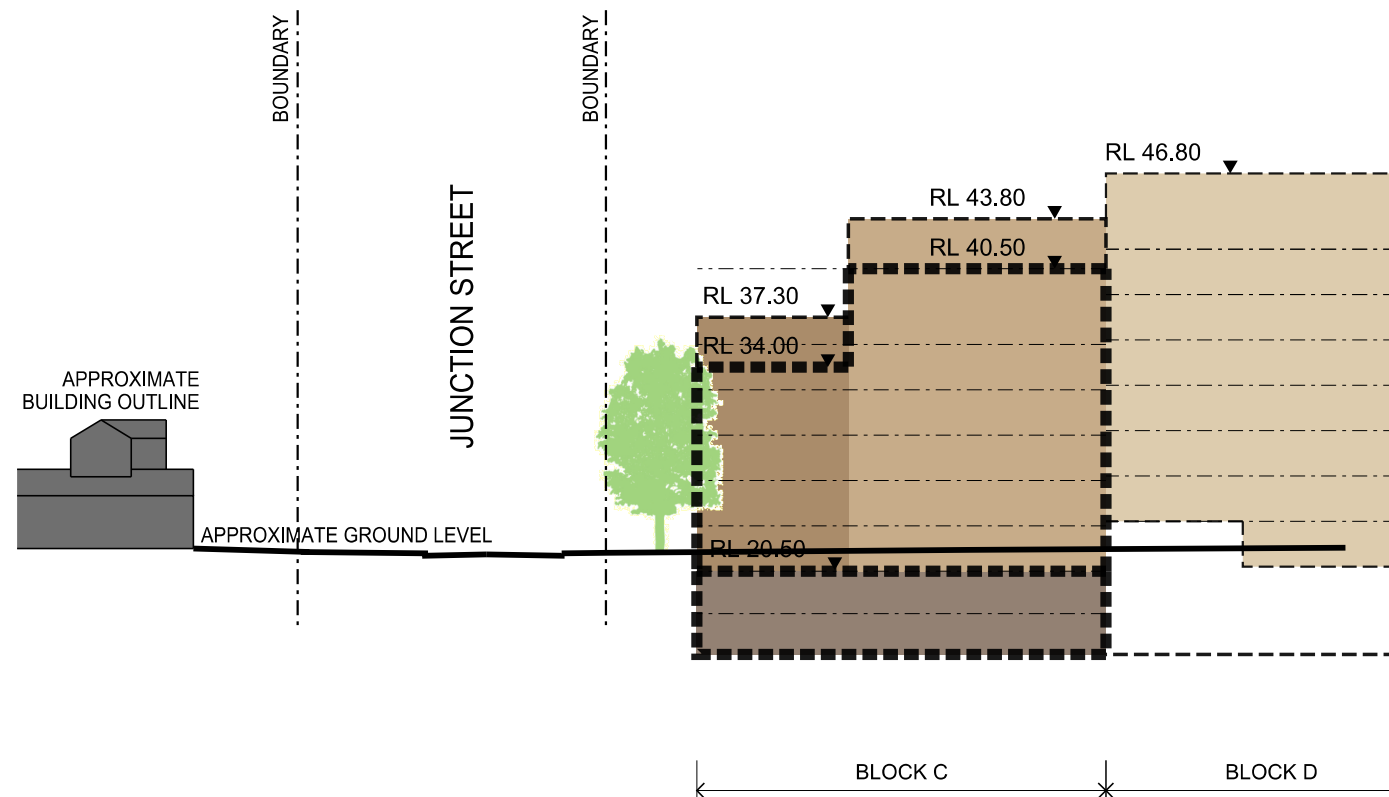 BOUNDARY
BOUNDARY
JUNCTION STREET
RL 46.80
RL 43.80
RL 40.50
RL 37.30
RL 34.00
APPROXIMATE
BUILDING OUTLINE
APPROXIMATE GROUND LEVEL
RL 20.50
BLOCK C
BLOCK D